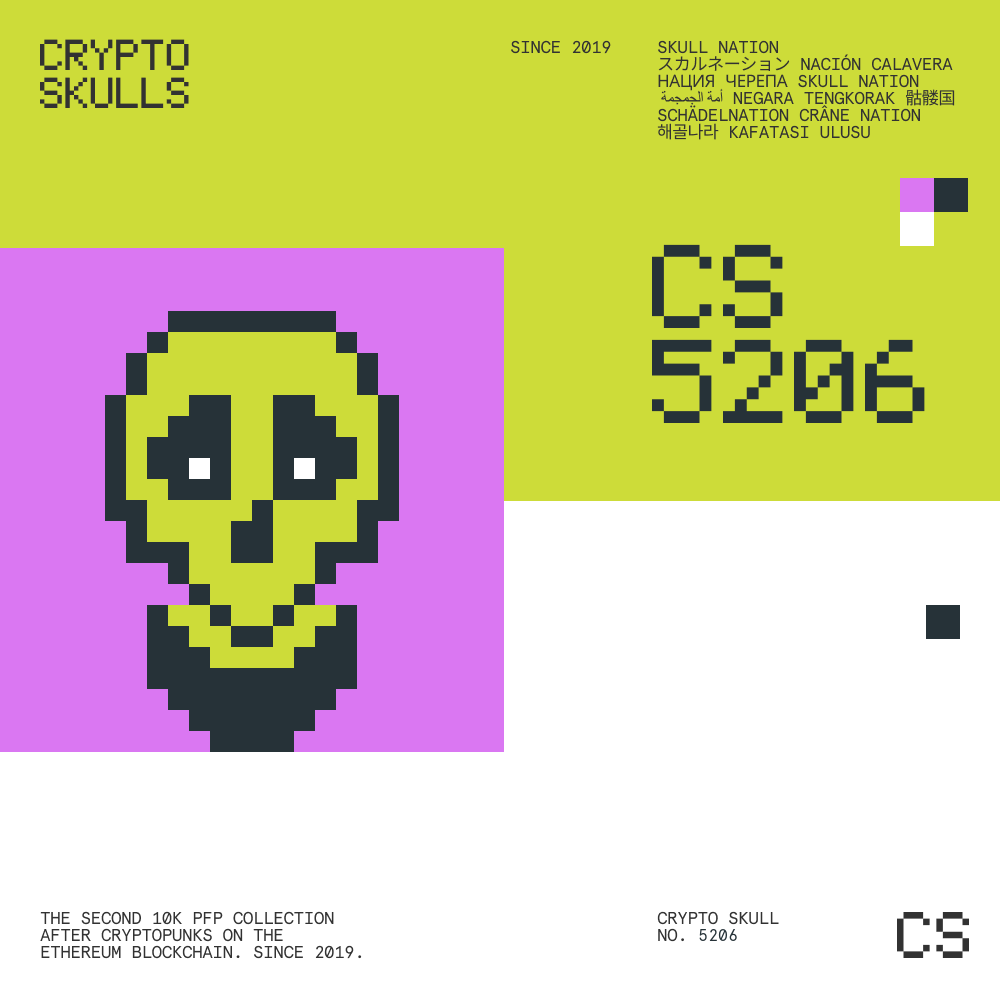 CRYPTO
SKULLS
SINCE 2019
SKULL NATION
スカルネーション NACIÓN CALAVERA
НАЦИЯ ЧЕРЕПА SKULL NATION
أمة الجمجمة NEGARA TENGKORAK 骷髅国
SCHÄDELNATION CRÂNE NATION
해골나라 KAFATASI ULUSU
CS
5206
THE SECOND 10K PFP COLLECTION
AFTER CRYPTOPUNKS ON THE
ETHEREUM BLOCKCHAIN. SINCE 2019.
CRYPTO SKULL
NO. 5206
CS